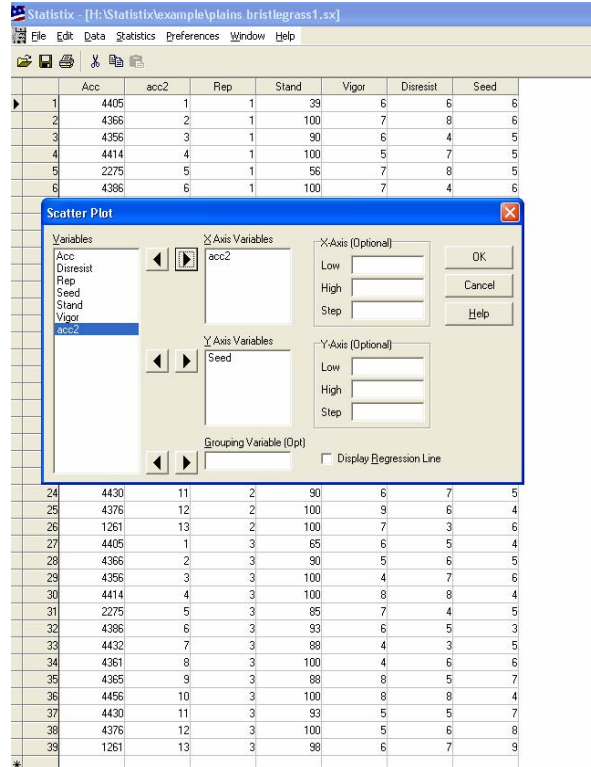 Statistix - [H:\Statistix\example\plains bristlegrass1.sx]
File Edit Data Statistics Preferences Window Help
Acc acc2 Rep Stand Vigor Disresist Seed
1 4405 1 1 39 6 6 6
2 4366 2 1 100 7 8 6
3 4356 3 1 90 6 4 5
4 4414 4 1 100 5 7 5
5 2275 5 1 56 7 8 5
6 4386 6 1 100 7 4 6
Scatter Plot
Variables
Acc
Disresist
Rep
Seed
Stand
Vigor
acc2
X Axis Variables
acc2
X-Axis (Optional)
Low
High
Step
OK
Cancel
Help
Y Axis Variables
Seed
Y-Axis (Optional)
Low
High
Step
Grouping Variable (Opt)
Display Regression Line
24 4430 11 2 90 6 7 5
25 4376 12 2 100 9 6 4
26 1261 13 2 100 7 3 6
27 4405 1 3 65 6 5 4
28 4366 2 3 90 5 6 5
29 4356 3 3 100 4 7 6
30 4414 4 3 100 8 8 4
31 2275 5 3 85 7 4 5
32 4386 6 3 93 6 5 3
33 4432 7 3 88 4 3 5
34 4361 8 3 100 4 6 6
35 4365 9 3 88 8 5 7
36 4456 10 3 100 8 8 4
37 4430 11 3 93 5 5 7
38 4376 12 3 100 5 6 8
39 1261 13 3 98 6 7 9